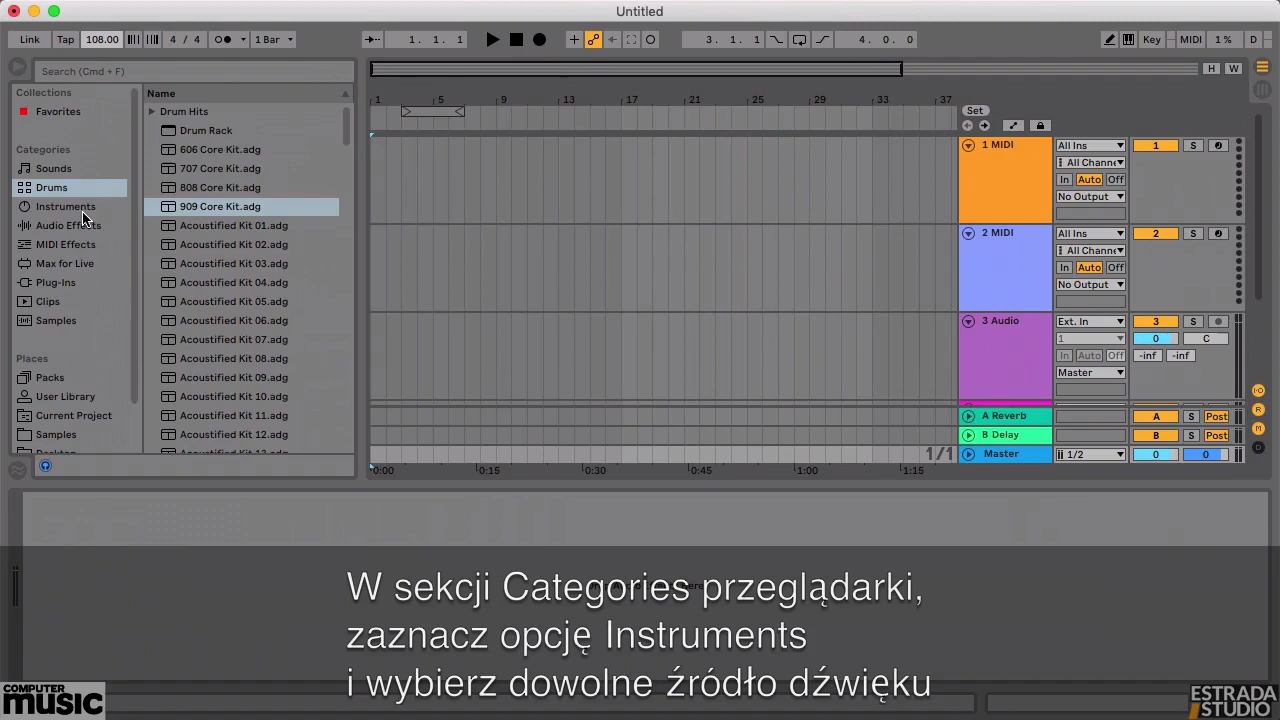 Untitled
Link Tap 108.00 4 / 4 1 Bar 1. 1. 1 3. 1. 1 4. 0. 0 Key MIDI 1 % D
Search (Cmd + F)
H W
Collections
Favorites
Categories
Sounds
Drums
Instruments
Audio Effects
MIDI Effects
Max for Live
Plug-Ins
Clips
Samples
Places
Packs
User Library
Current Project
Samples
Desktop
Name
Drum Hits
Drum Rack
606 Core Kit.adg
707 Core Kit.adg
808 Core Kit.adg
909 Core Kit.adg
Acoustified Kit 01.adg
Acoustified Kit 02.adg
Acoustified Kit 03.adg
Acoustified Kit 04.adg
Acoustified Kit 05.adg
Acoustified Kit 06.adg
Acoustified Kit 07.adg
Acoustified Kit 08.adg
Acoustified Kit 09.adg
Acoustified Kit 10.adg
Acoustified Kit 11.adg
Acoustified Kit 12.adg
1 5 9 13 17 21 25 29 33 37
Set
1 MIDI All Ins 1 S
All Channe
In Auto Off
No Output
2 MIDI All Ins 2 S
All Channe
In Auto Off
No Output
3 Audio Ext. In 3 S
1 0 C
In Auto Off -inf -inf
Master
A Reverb A S Post
B Delay B S Post
1/1 Master 1/2 0 0
0:00 0:15 0:30 0:45 1:00 1:15
I·O
R
M
D
W sekcji Categories przeglądarki,
zaznacz opcję Instruments
i wybierz dowolne źródło dźwięku
COMPUTER
music
ESTRADA
STUDIO